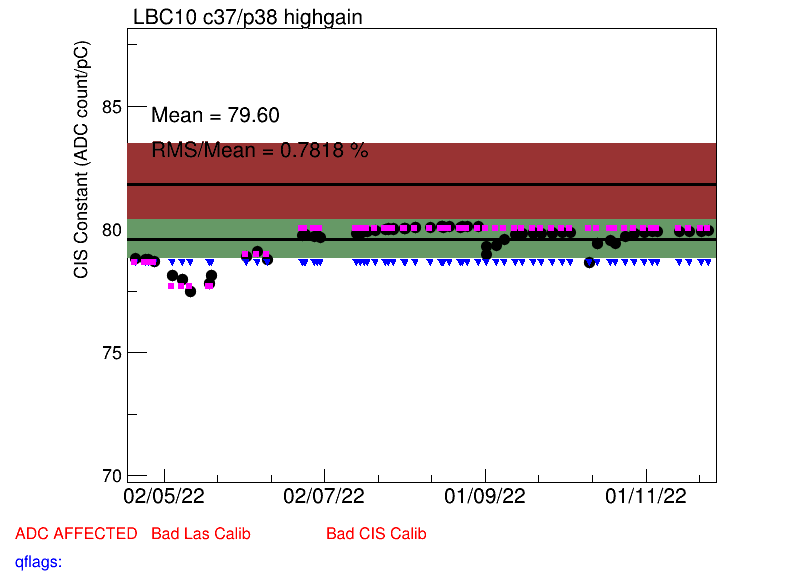 LBC10 c37/p38 highgain
CIS Constant (ADC count/pC)
85
80
75
70
Mean = 79.60
RMS/Mean = 0.7818 %
02/05/22 02/07/22 01/09/22 01/11/22
ADC AFFECTED Bad Las Calib Bad CIS Calib
qflags: